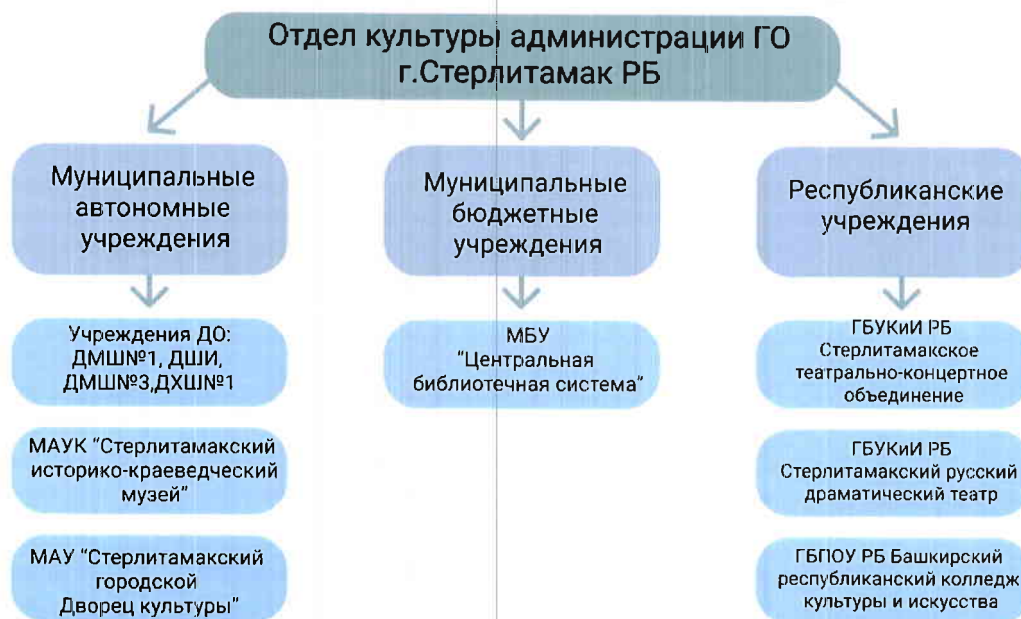 Отдел культуры администрации ГО
г.Стерлитамак РБ
Муниципальные
автономные
учреждения
Учреждения ДО:
ДМШ№1, ДШИ,
ДМШ№3,ДХШ№1
МАУК "Стерлитамакский
историко-краеведческий
музей"
МАУ "Стерлитамакский
городской
Дворец культуры"
Муниципальные
бюджетные
учреждения
МБУ
"Центральная
библиотечная система"
Республиканские
учреждения
ГБУКиИ РБ
Стерлитамакское
театрально-концертное
объединение
ГБУКиИ РБ
Стерлитамакский русский
драматический театр
ГБПОУ РБ Башкирский
республиканский колледж
культуры и искусства